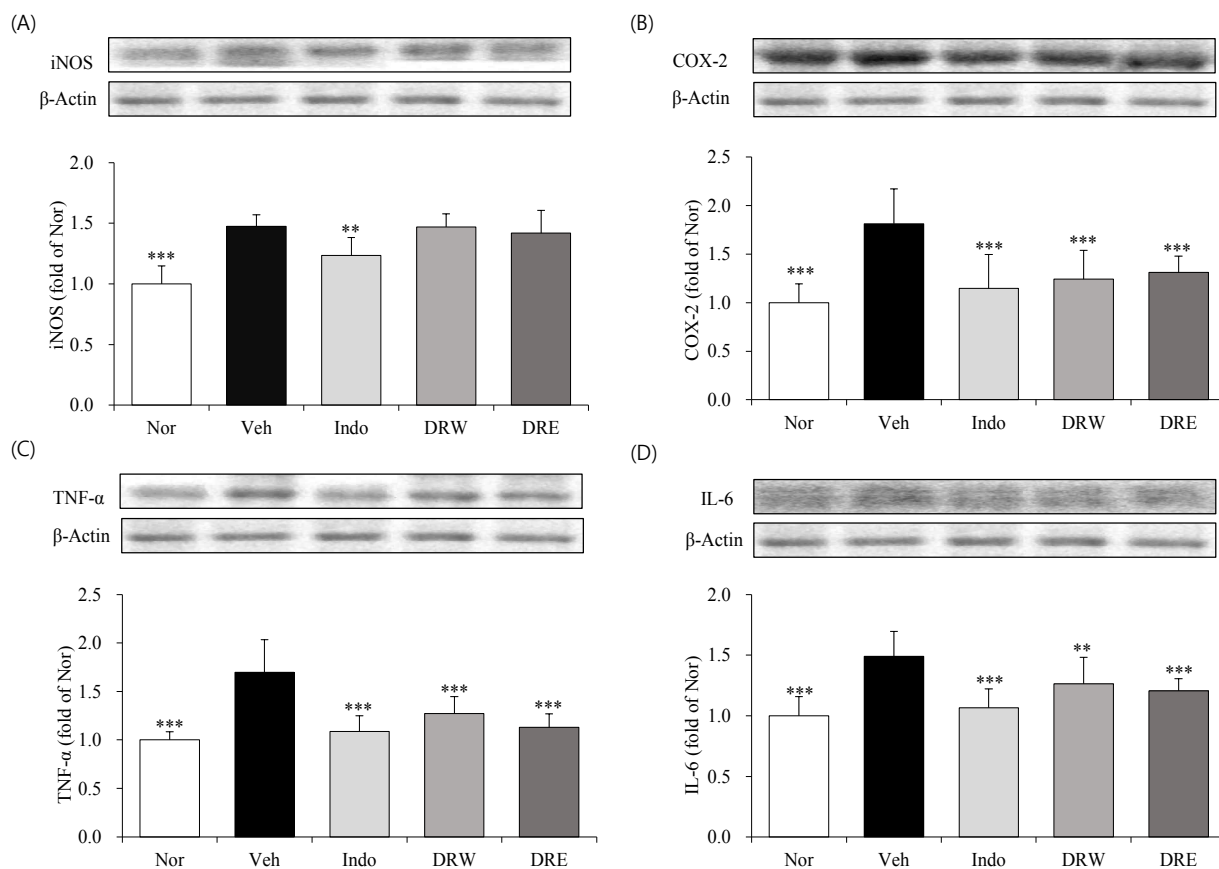 (A)
iNOS
β-Actin
2.0
1.5
1.0
0.5
0.0
iNOS (fold of Nor)
***
**
Nor Veh Indo DRW DRE
(B)
COX-2
β-Actin
2.5
2.0
1.5
1.0
0.5
0.0
COX-2 (fold of Nor)
***
***
***
***
Nor Veh Indo DRW DRE
(C)
TNF-α
β-Actin
2.5
2.0
1.5
1.0
0.5
0.0
TNF-α (fold of Nor)
***
***
***
***
Nor Veh Indo DRW DRE
(D)
IL-6
β-Actin
2.0
1.5
1.0
0.5
0.0
IL-6 (fold of Nor)
***
***
**
***
Nor Veh Indo DRW DRE